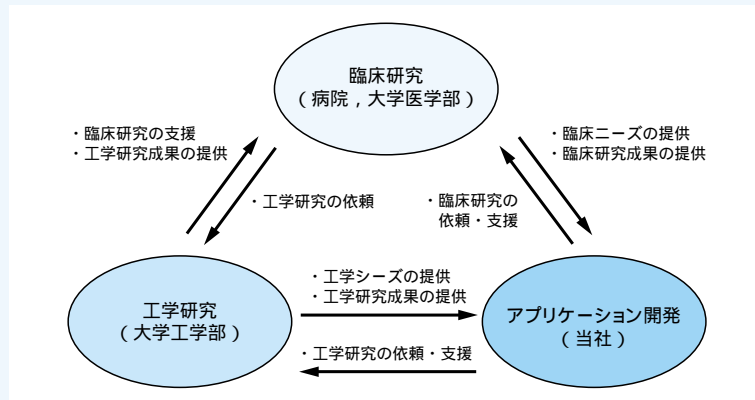 臨床研究
（病院，大学医学部）
・臨床研究の支援
・工学研究成果の提供
・臨床ニーズの提供
・臨床研究成果の提供
・工学研究の依頼
・臨床研究の
依頼・支援
工学研究
（大学工学部）
・工学シーズの提供
・工学研究成果の提供
アプリケーション開発
（当社）
・工学研究の依頼・支援